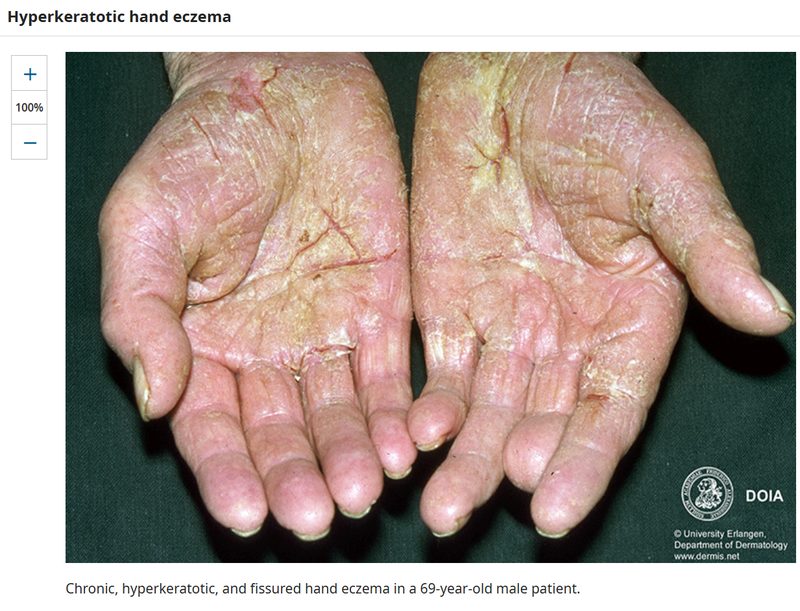 Hyperkeratotic hand eczema
+
100%
−
DOIA
© University Erlangen,
Department of Dermatology
www.dermis.net
Chronic, hyperkeratotic, and fissured hand eczema in a 69-year-old male patient.